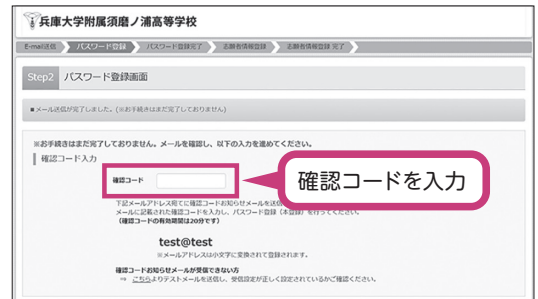 兵庫大学附属須磨ノ浦高等学校
E-mail送信 パスワード登録 パスワード登録完了 志願者情報登録 志願者情報登録 完了
Step2 パスワード登録画面
■メール送信が完了しました。(※お手続きはまだ完了しておりません)
※お手続きはまだ完了しておりません。メールを確認し、以下の入力を進めてください。
確認コード入力
確認コード
確認コードを入力
下記メールアドレス宛てに確認コードお知らせメールを送信
メールに記載された確認コードを入力し、パスワード登録(本登録)を行ってください。
(確認コードの有効期間は20分です)
test@test
※メールアドレスは小文字に変換されて登録されます。
確認コードお知らせメールが受信できない方
⇒ こちらよりテストメールを送信し、受信設定が正しく設定されているかご確認ください。